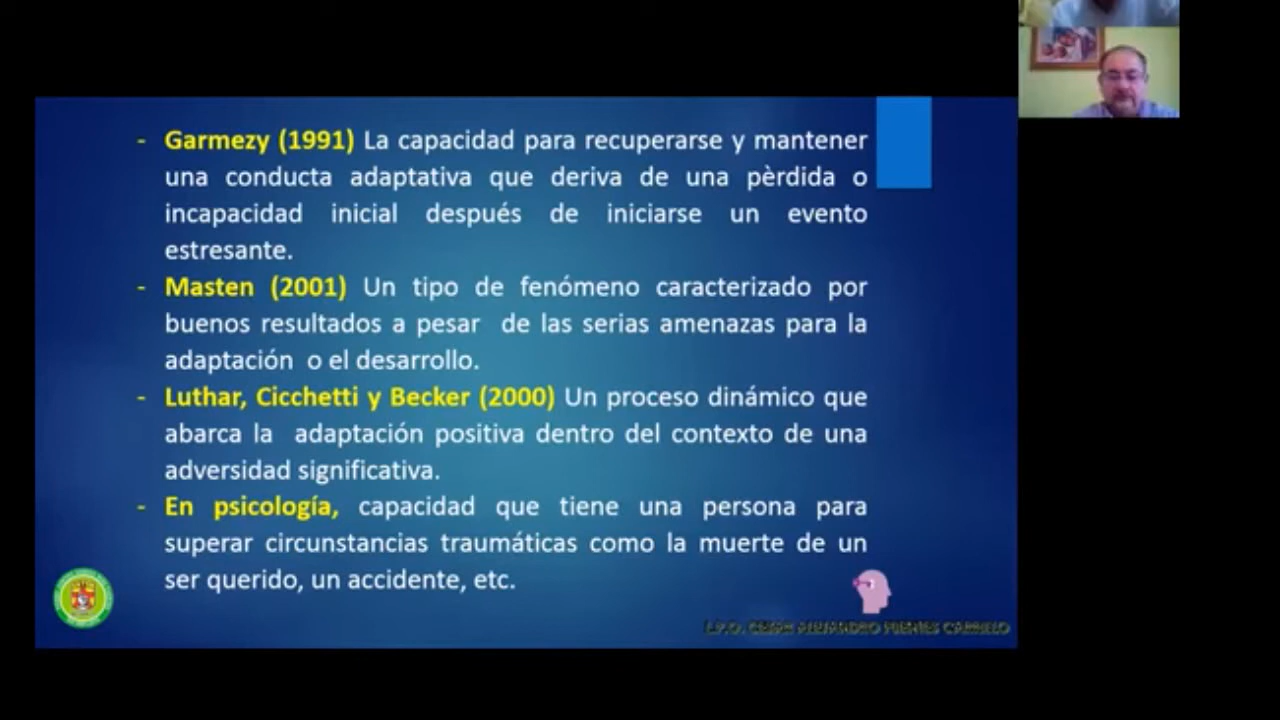 - Garmezy (1991) La capacidad para recuperarse y mantener
una conducta adaptativa que deriva de una pèrdida o
incapacidad inicial después de iniciarse un evento
estresante.
- Masten (2001) Un tipo de fenómeno caracterizado por
buenos resultados a pesar de las serias amenazas para la
adaptación o el desarrollo.
- Luthar, Cicchetti y Becker (2000) Un proceso dinámico que
abarca la adaptación positiva dentro del contexto de una
adversidad significativa.
- En psicología, capacidad que tiene una persona para
superar circunstancias traumáticas como la muerte de un
ser querido, un accidente, etc.
ALEJANDRO FUENTES CARRILLO